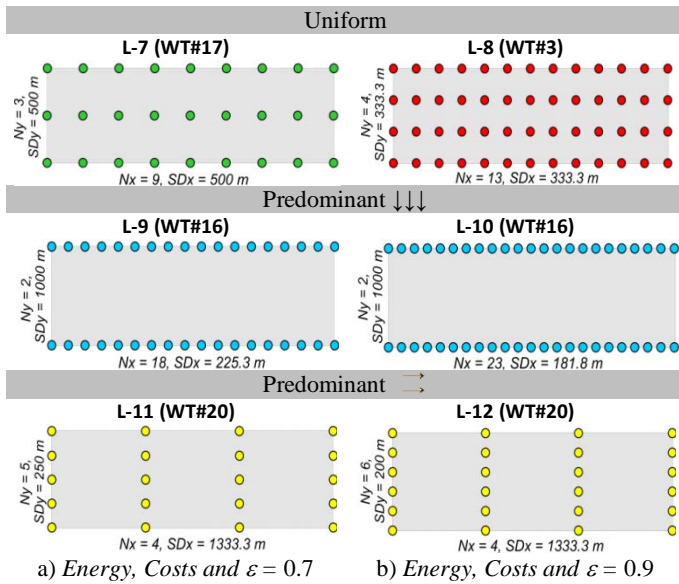 Uniform
L-7 (WT#17)
L-8 (WT#3)
Ny = 3,
SDy = 500 m
Nx = 9, SDx = 500 m
Ny = 4,
SDy = 333.3 m
Nx = 13, SDx = 333.3 m
Predominant ↓↓↓
L-9 (WT#16)
L-10 (WT#16)
Ny = 2,
SDy = 1000 m
Nx = 18, SDx = 225.3 m
Ny = 2,
SDy = 1000 m
Nx = 23, SDx = 181.8 m
Predominant →→
L-11 (WT#20)
L-12 (WT#20)
Ny = 5,
SDy = 250 m
Nx = 4, SDx = 1333.3 m
Ny = 6,
SDy = 200 m
Nx = 4, SDx = 1333.3 m
a) Energy, Costs and ε = 0.7
b) Energy, Costs and ε = 0.9